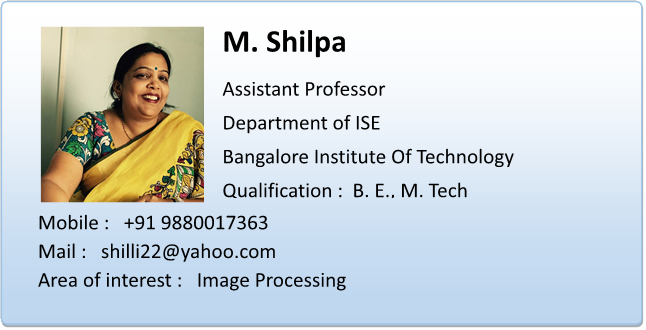 M. Shilpa
Assistant Professor
Department of ISE
Bangalore Institute Of Technology
Qualification : B. E., M. Tech
Mobile : +91 9880017363
Mail : shilli22@yahoo.com
Area of interest : Image Processing